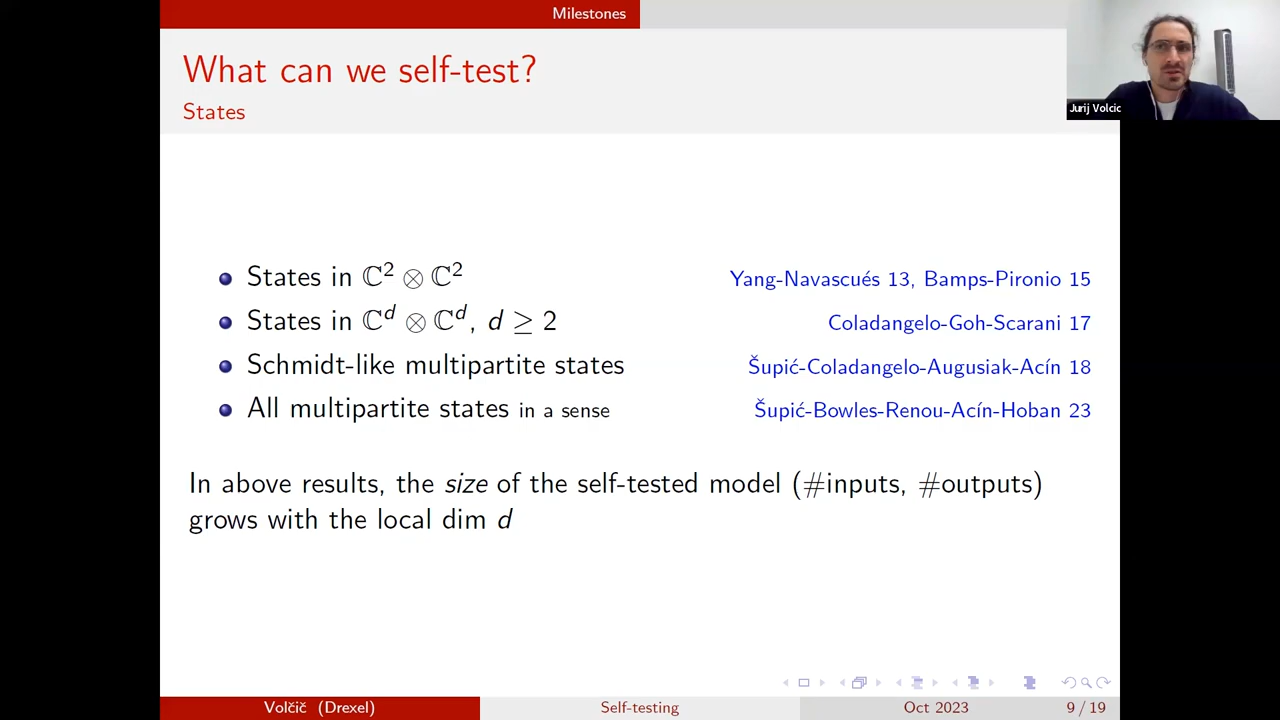 Milestones
What can we self-test?
States
Jurij Volcic
States in ℂ² ⊗ ℂ² Yang-Navascués 13, Bamps-Pironio 15
States in ℂᵈ ⊗ ℂᵈ, d ≥ 2 Coladangelo-Goh-Scarani 17
Schmidt-like multipartite states Šupić-Coladangelo-Augusiak-Acín 18
All multipartite states in a sense Šupić-Bowles-Renou-Acín-Hoban 23
In above results, the size of the self-tested model (#inputs, #outputs)
grows with the local dim d
Volčič (Drexel) Self-testing Oct 2023 9 / 19